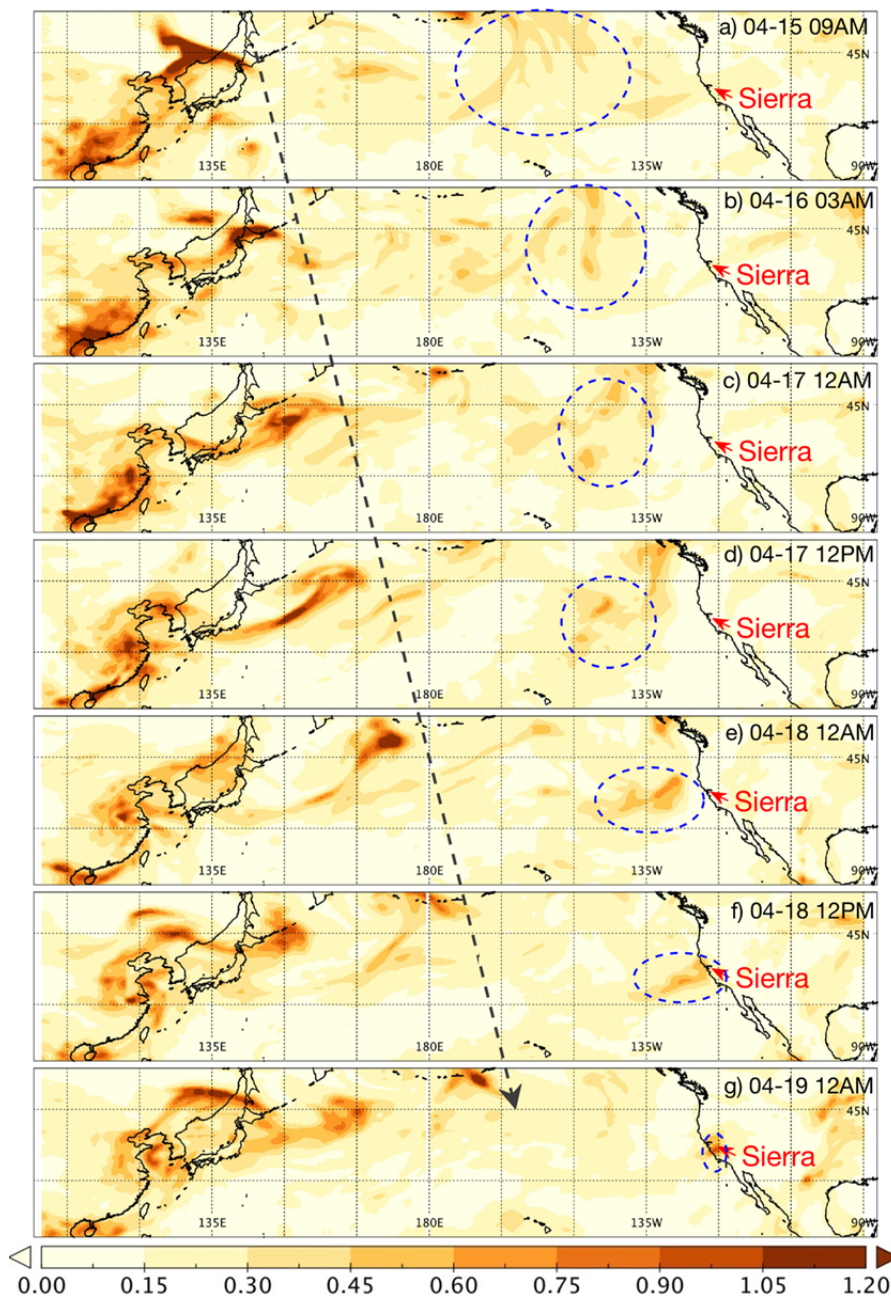 a) 04-15 09AM
45N
Sierra
135E 180E 135W 90W
b) 04-16 03AM
45N
Sierra
135E 180E 135W 90W
c) 04-17 12AM
45N
Sierra
135E 180E 135W 90W
d) 04-17 12PM
45N
Sierra
135E 180E 135W 90W
e) 04-18 12AM
45N
Sierra
135E 180E 135W 90W
f) 04-18 12PM
45N
Sierra
135E 180E 135W 90W
g) 04-19 12AM
45N
Sierra
135E 180E 135W 90W
0.00 0.15 0.30 0.45 0.60 0.75 0.90 1.05 1.20